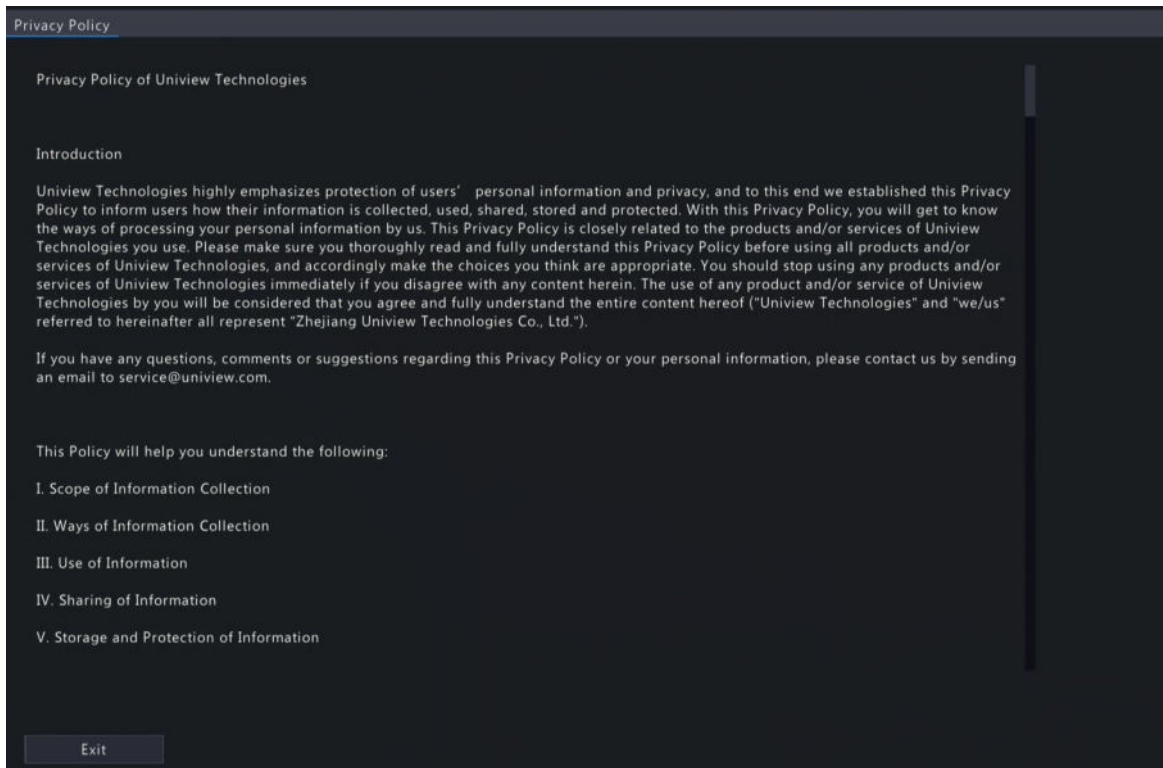 Privacy Policy
Privacy Policy of Uniview Technologies
Introduction
Uniview Technologies highly emphasizes protection of users’ personal information and privacy, and to this end we established this Privacy
Policy to inform users how their information is collected, used, shared, stored and protected. With this Privacy Policy, you will get to know
the ways of processing your personal information by us. This Privacy Policy is closely related to the products and/or services of Uniview
Technologies you use. Please make sure you thoroughly read and fully understand this Privacy Policy before using all products and/or
services of Uniview Technologies, and accordingly make the choices you think are appropriate. You should stop using any products and/or
services of Uniview Technologies immediately if you disagree with any content herein. The use of any product and/or service of Uniview
Technologies by you will be considered that you agree and fully understand the entire content hereof ("Uniview Technologies" and "we/us"
referred to hereinafter all represent "Zhejiang Uniview Technologies Co., Ltd.").
If you have any questions, comments or suggestions regarding this Privacy Policy or your personal information, please contact us by sending
an email to service@uniview.com.
This Policy will help you understand the following:
I. Scope of Information Collection
II. Ways of Information Collection
III. Use of Information
IV. Sharing of Information
V. Storage and Protection of Information
Exit